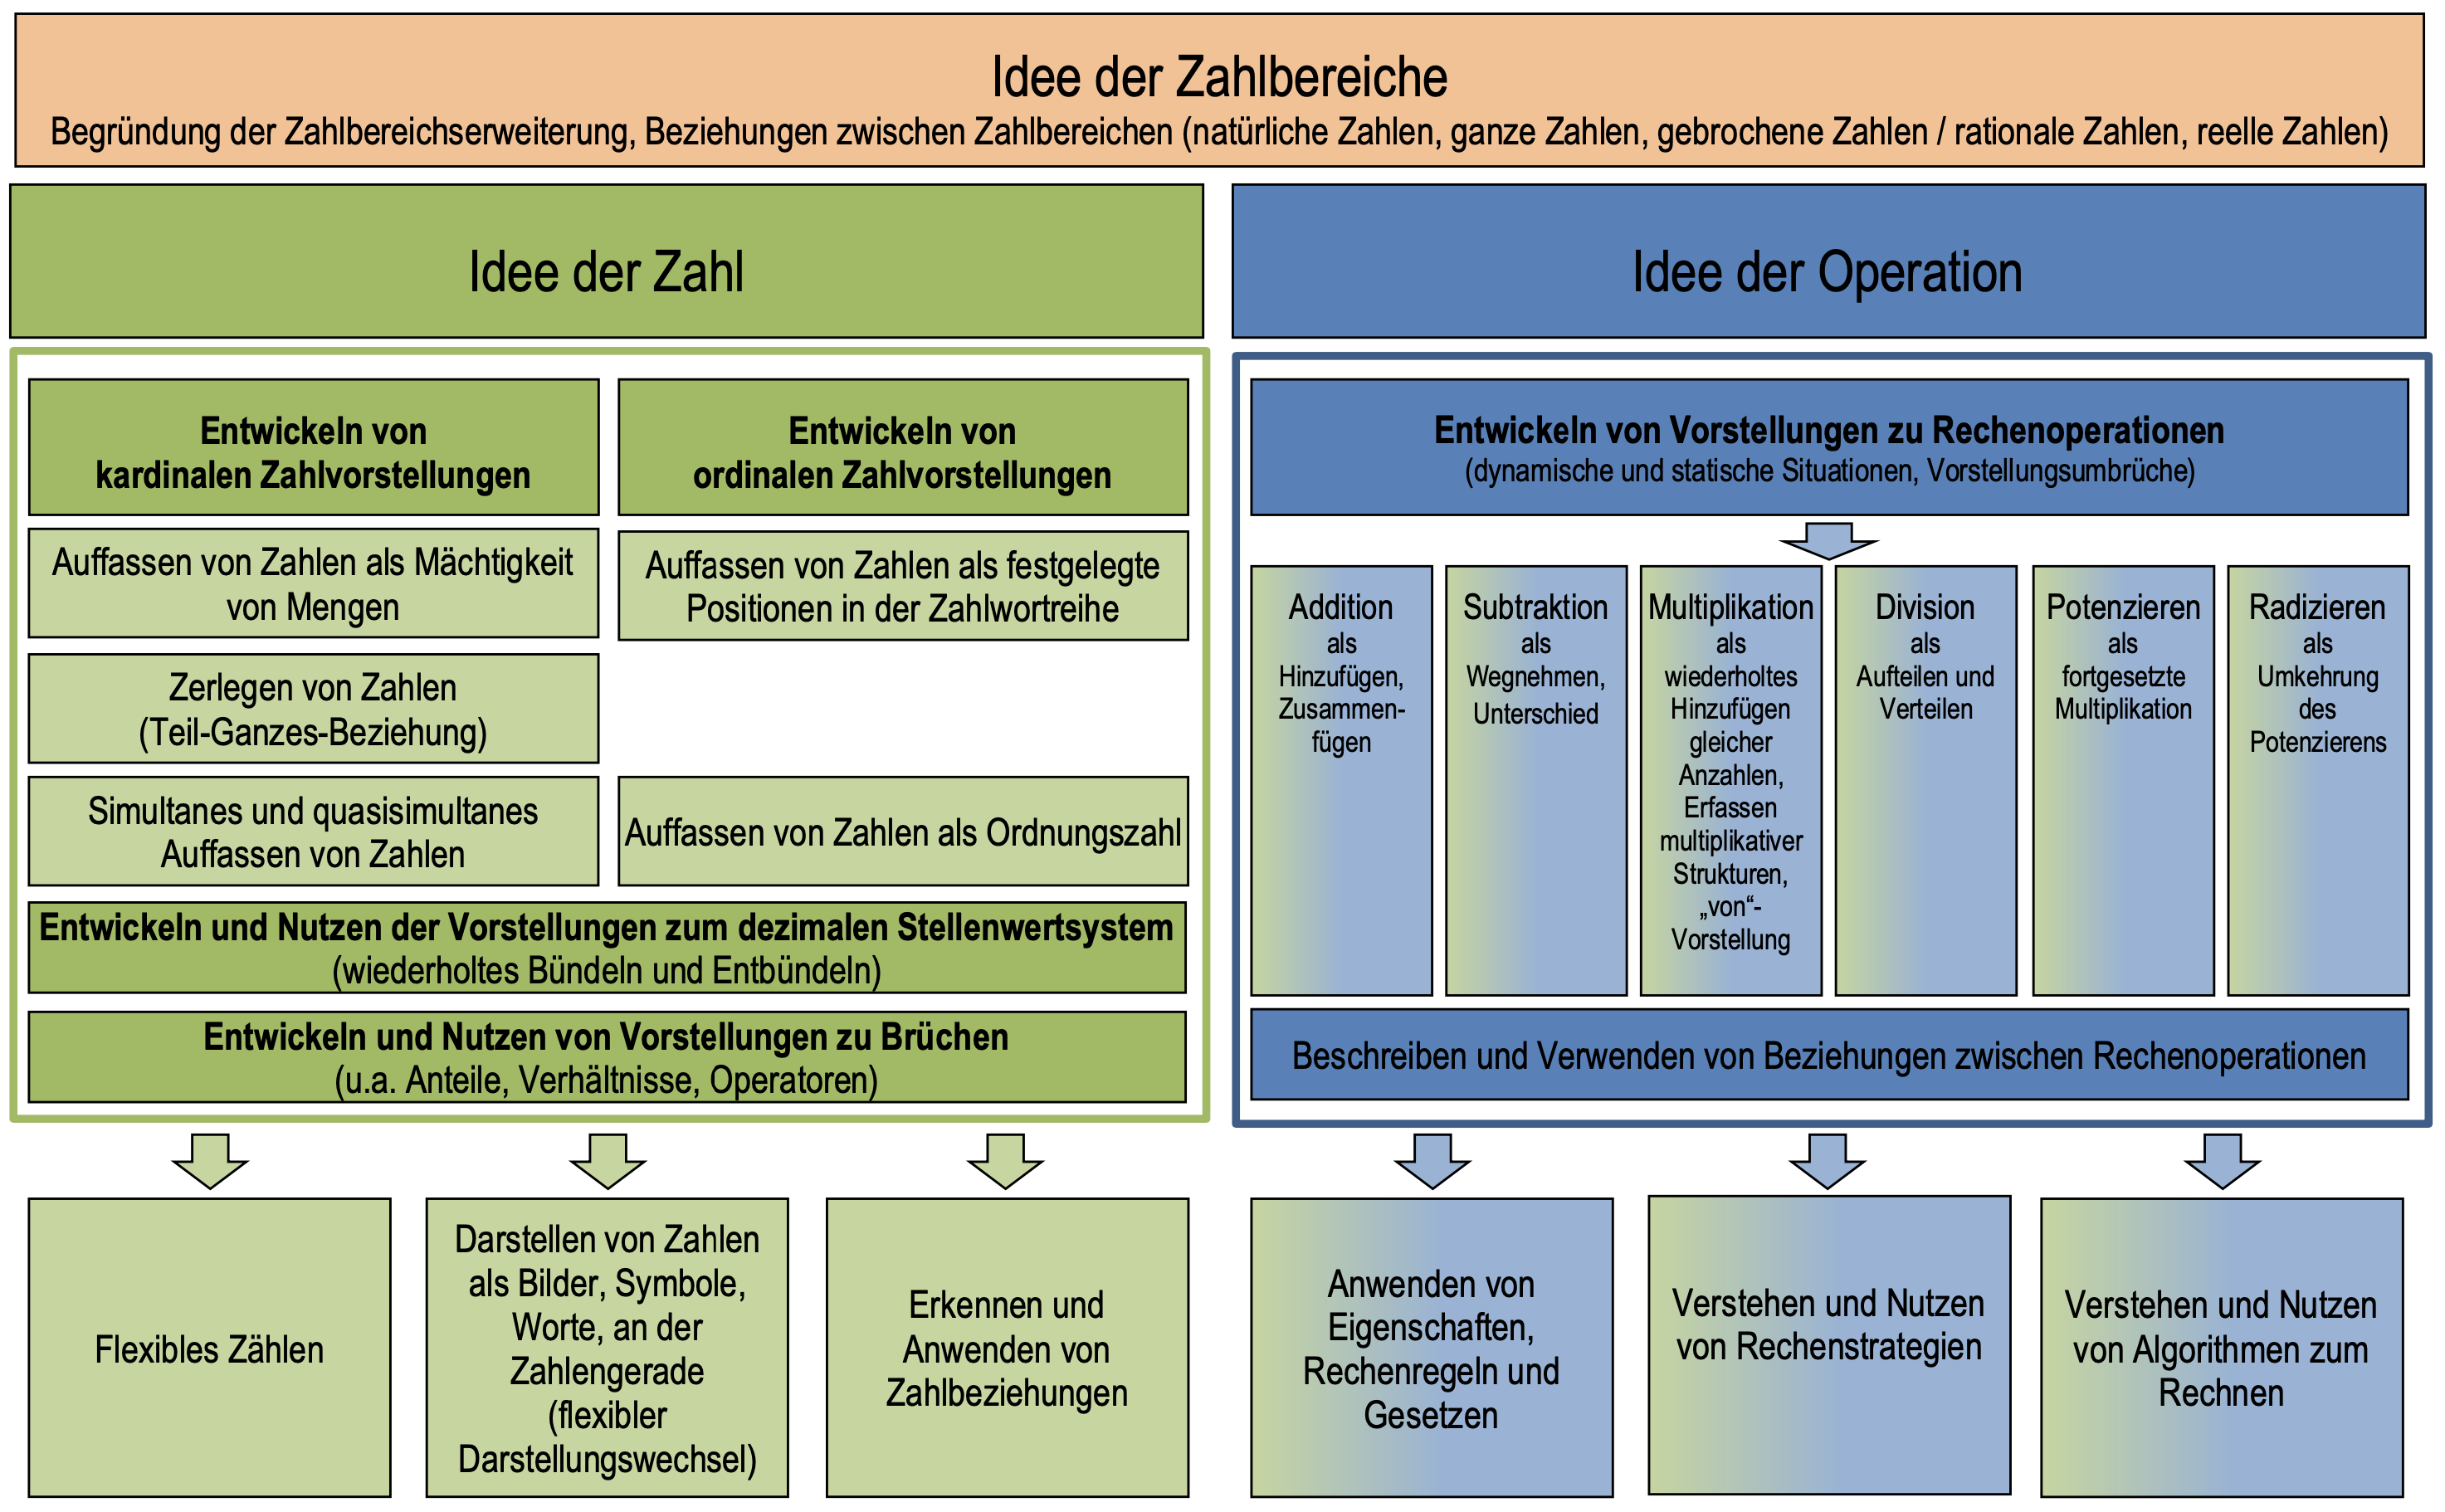 Idee der Zahlbereiche
Begründung der Zahlbereichserweiterung, Beziehungen zwischen Zahlbereichen (natürliche Zahlen, ganze Zahlen, gebrochene Zahlen / rationale Zahlen, reelle Zahlen)
Idee der Zahl
Entwickeln von
kardinalen Zahlvorstellungen
Entwickeln von
ordinalen Zahlvorstellungen
Auffassen von Zahlen als Mächtigkeit
von Mengen
Auffassen von Zahlen als festgelegte
Positionen in der Zahlwortreihe
Zerlegen von Zahlen
(Teil-Ganzes-Beziehung)
Simultanes und quasisimultanes
Auffassen von Zahlen
Auffassen von Zahlen als Ordnungszahl
Entwickeln und Nutzen der Vorstellungen zum dezimalen Stellenwertsystem
(wiederholtes Bündeln und Entbündeln)
Entwickeln und Nutzen von Vorstellungen zu Brüchen
(u.a. Anteile, Verhältnisse, Operatoren)
Flexibles Zählen
Darstellen von Zahlen
als Bilder, Symbole,
Worte, an der
Zahlengerade
(flexibler
Darstellungswechsel)
Erkennen und
Anwenden von
Zahlbeziehungen
Idee der Operation
Entwickeln von Vorstellungen zu Rechenoperationen
(dynamische und statische Situationen, Vorstellungsumbrüche)
Addition
als
Hinzufügen,
Zusammen-
fügen
Subtraktion
als
Wegnehmen,
Unterschied
Multiplikation
als
wiederholtes
Hinzufügen
gleicher
Anzahlen,
Erfassen
multiplikativer
Strukturen,
„von“-
Vorstellung
Division
als
Aufteilen und
Verteilen
Potenzieren
als
fortgesetzte
Multiplikation
Radizieren
als
Umkehrung
des
Potenzierens
Beschreiben und Verwenden von Beziehungen zwischen Rechenoperationen
Anwenden von
Eigenschaften,
Rechenregeln und
Gesetzen
Verstehen und Nutzen
von Rechenstrategien
Verstehen und Nutzen
von Algorithmen zum
Rechnen